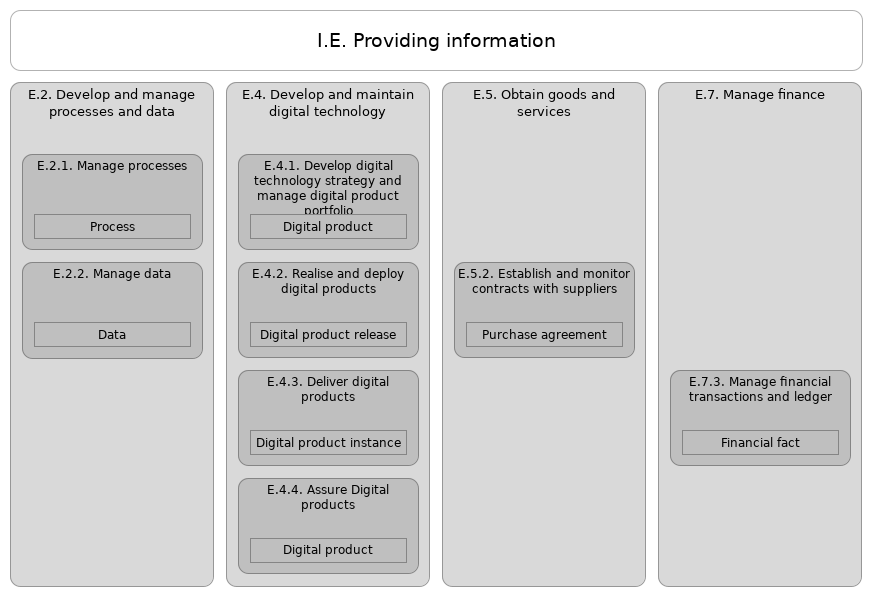 I.E. Providing information
E.2. Develop and manage
processes and data
E.2.1. Manage processes
Process
E.2.2. Manage data
Data
E.4. Develop and maintain
digital technology
E.4.1. Develop digital
technology strategy and
manage digital product
portfolio
Digital product
E.4.2. Realise and deploy
digital products
Digital product release
E.4.3. Deliver digital
products
Digital product instance
E.4.4. Assure Digital
products
Digital product
E.5. Obtain goods and
services
E.5.2. Establish and monitor
contracts with suppliers
Purchase agreement
E.7. Manage finance
E.7.3. Manage financial
transactions and ledger
Financial fact